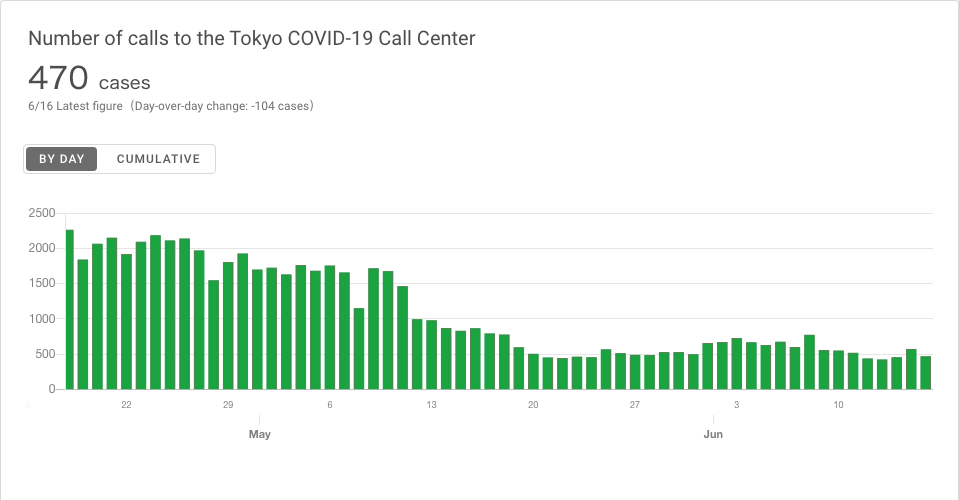 Number of calls to the Tokyo COVID-19 Call Center
470 cases
6/16 Latest figure（Day-over-day change: -104 cases）
BY DAY CUMULATIVE
2500
2000
1500
1000
500
0
22 29 6 13 20 27 3 10
May Jun